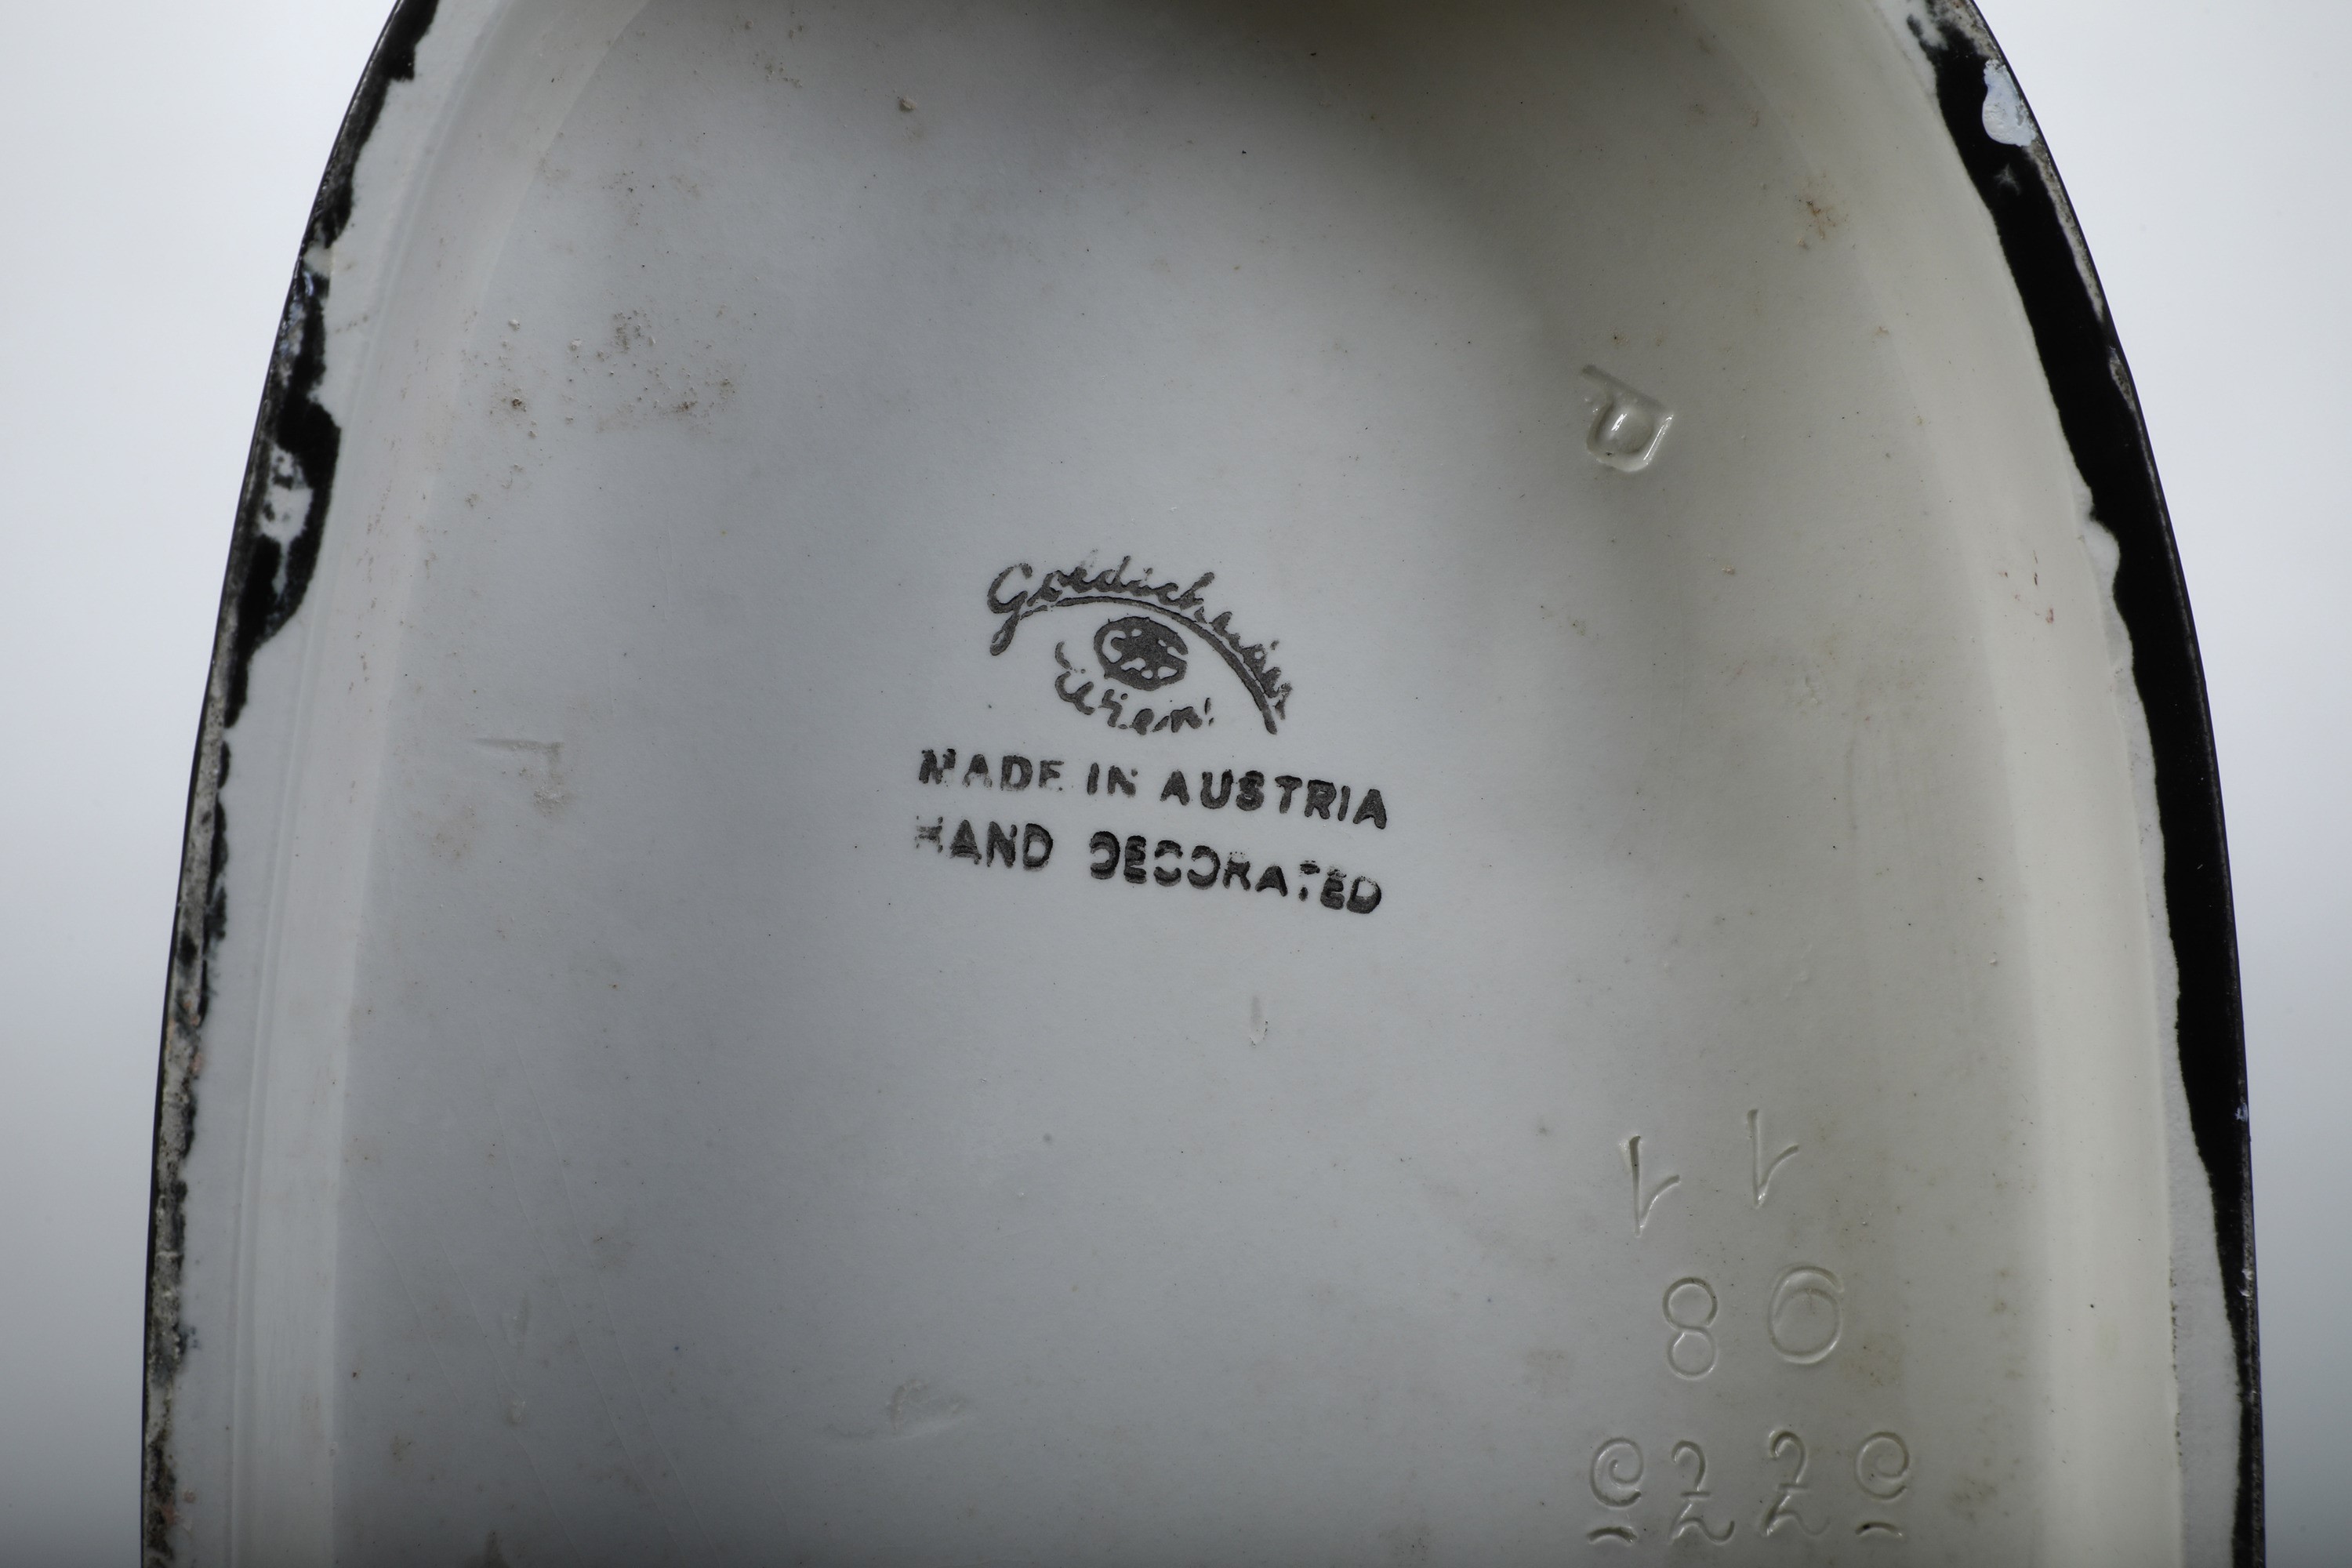 P
Goldscheider
Wien
MADE IN AUSTRIA
HAND DECORATED